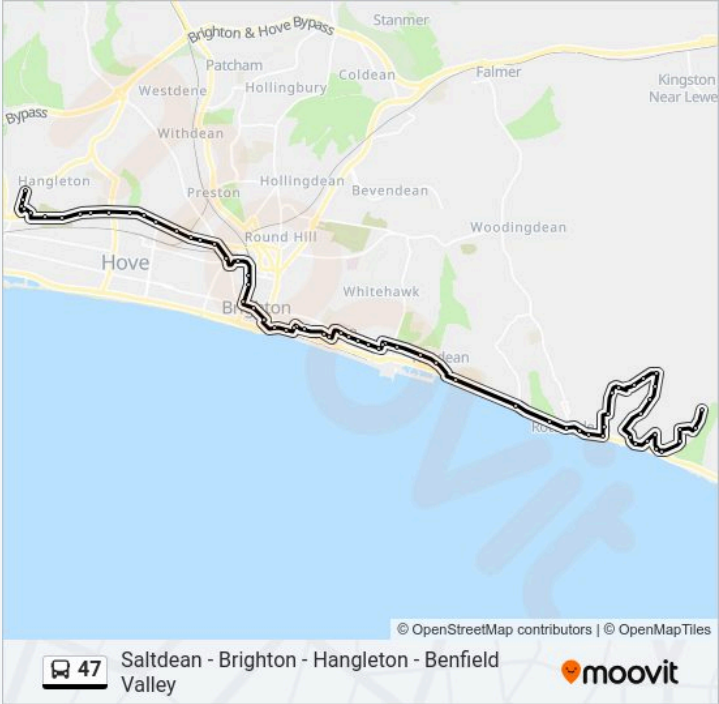 Stanmer
Brighton & Hove Bypass
Patcham
Coldean
Falmer
Westdene
Hollingbury
Kingston
Near Lewe
Bypass
Withdean
Hangleton
Preston
Hollingdean
Bevendean
Round Hill
Woodingdean
Hove
Whitehawk
Brighton
moovit
© OpenStreetMap contributors | © OpenMapTiles
47
Saltdean - Brighton - Hangleton - Benfield
Valley
moovit